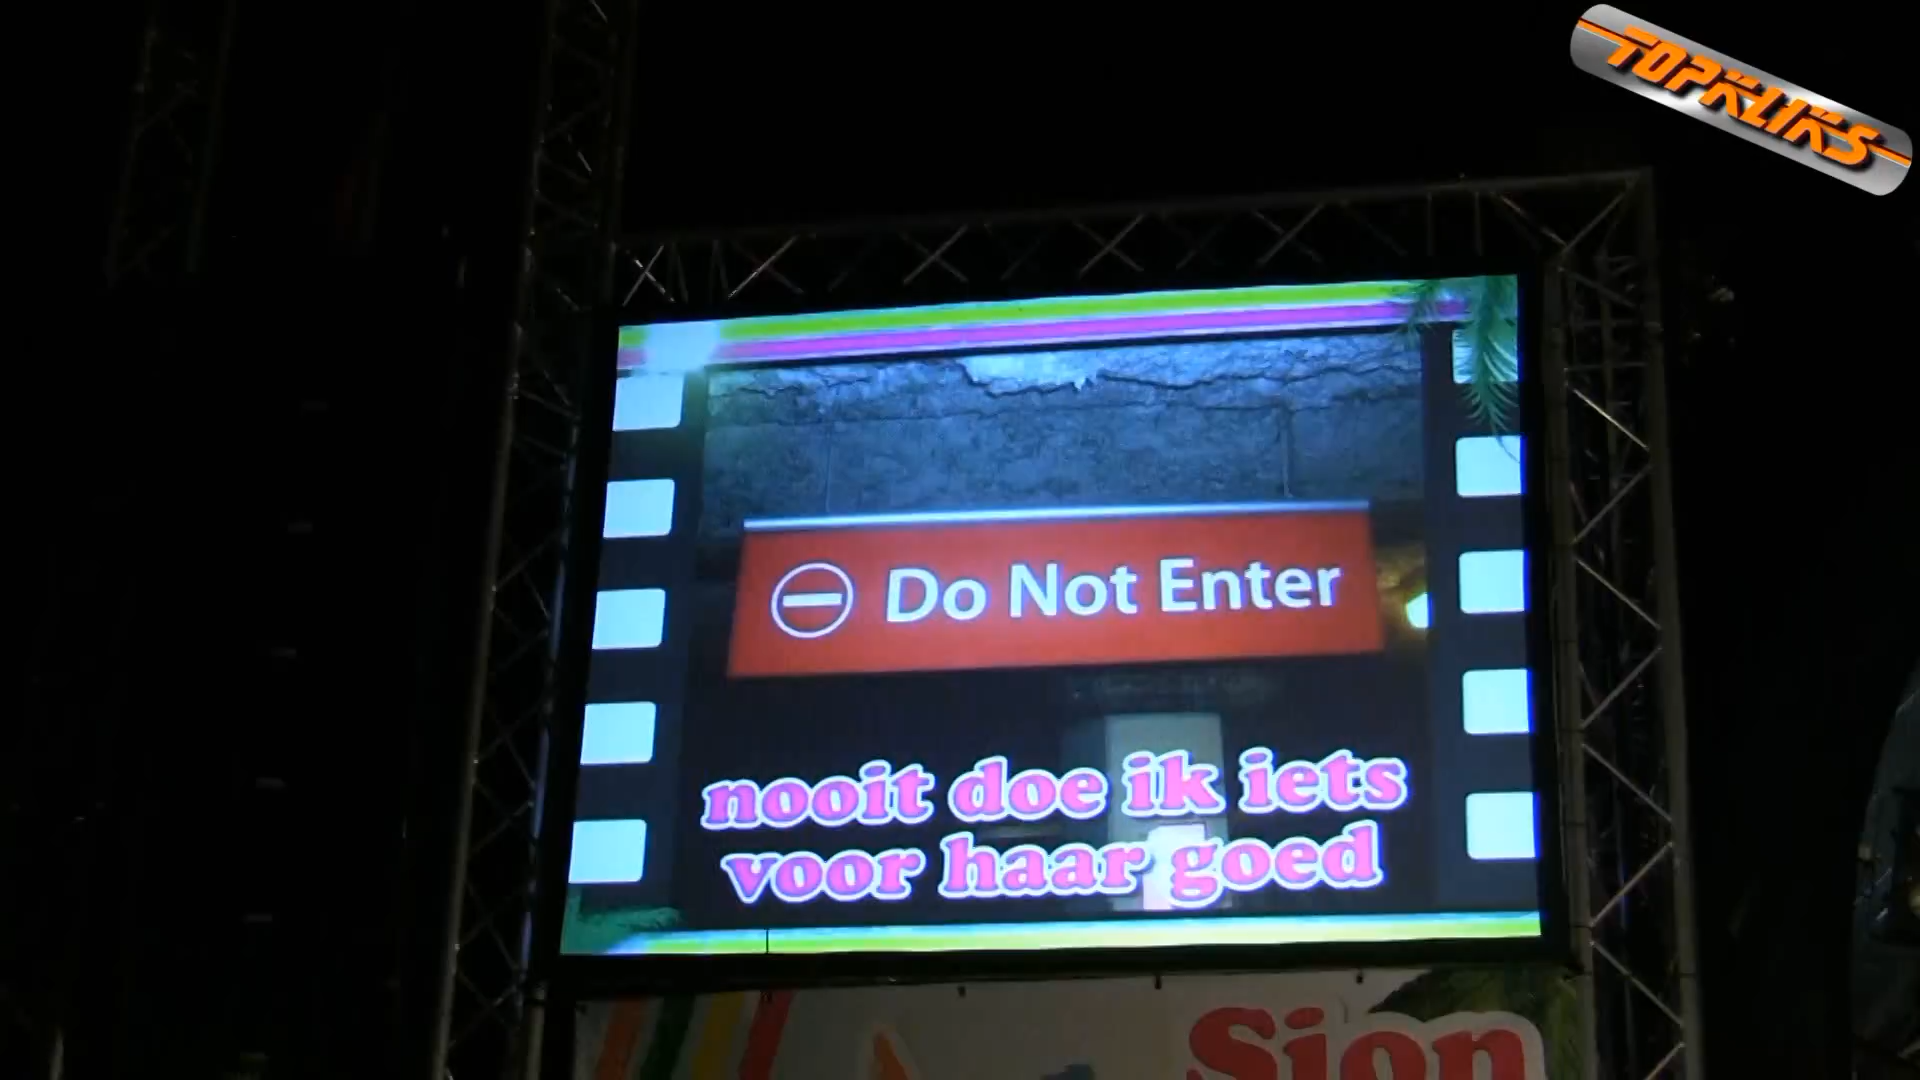 TOPKLIKS
Do Not Enter
nooit doe ik iets
voor haar goed
Sion